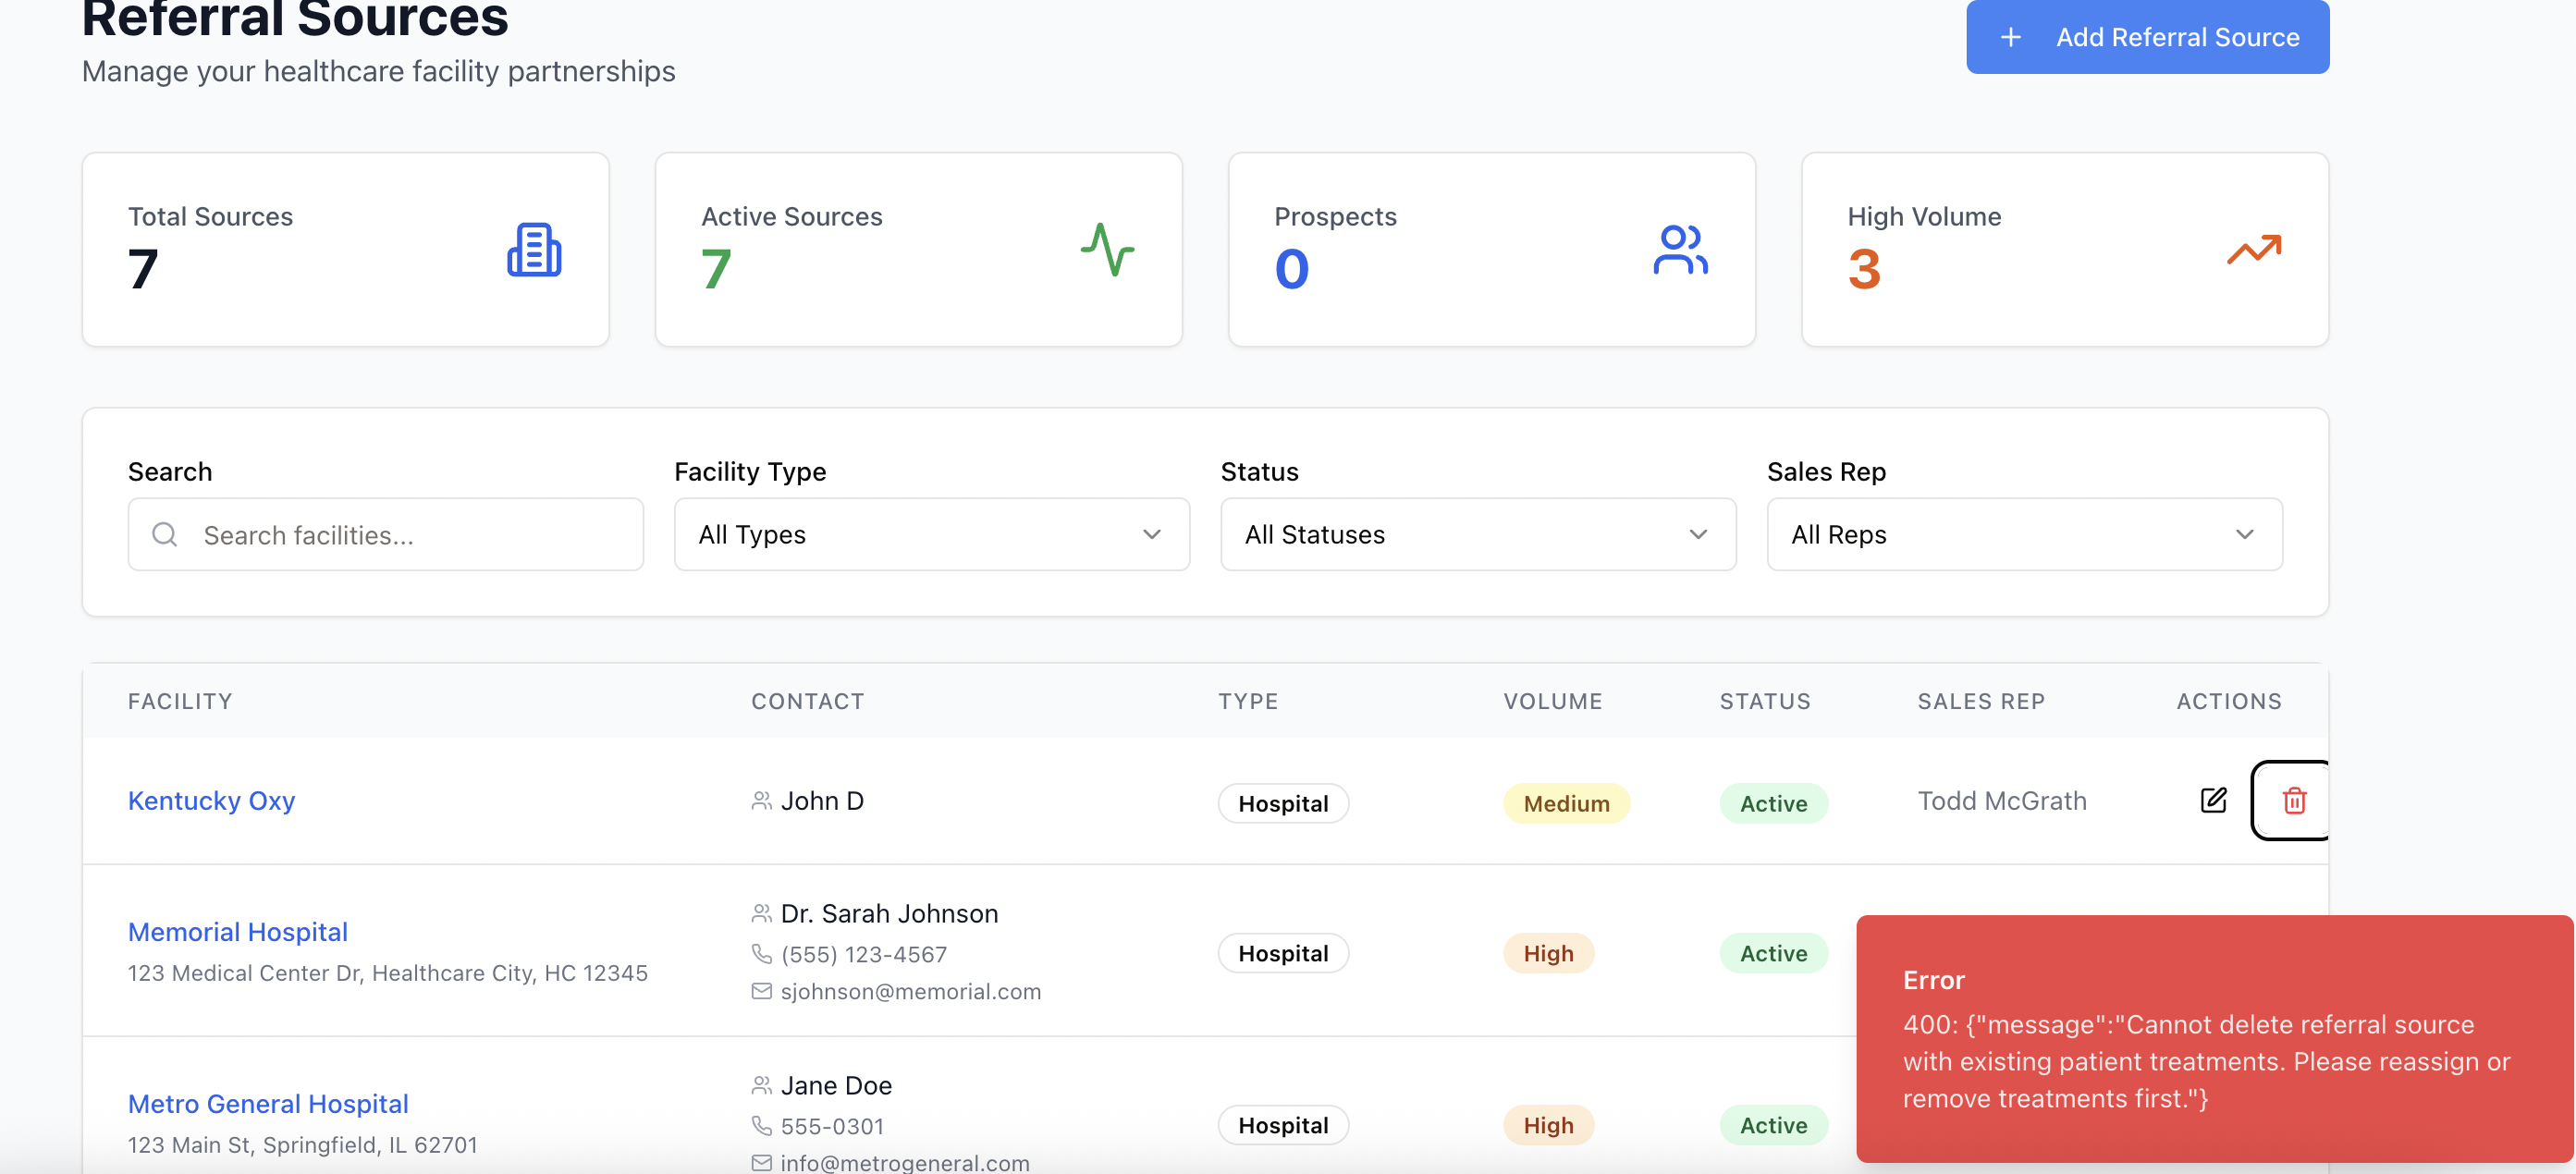 Referral Sources
Manage your healthcare facility partnerships
Add Referral Source
Total Sources
7
Active Sources
7
Prospects
0
High Volume
3
Search
Search facilities...
Facility Type
All Types
Status
All Statuses
Sales Rep
All Reps
FACILITY CONTACT TYPE VOLUME STATUS SALES REP ACTIONS
Kentucky Oxy
John D
Hospital
Medium
Active
Todd McGrath
Memorial Hospital
123 Medical Center Dr, Healthcare City, HC 12345
Dr. Sarah Johnson
(555) 123-4567
sjohnson@memorial.com
Hospital
High
Active
Metro General Hospital
123 Main St, Springfield, IL 62701
Jane Doe
555-0301
info@metrogeneral.com
Hospital
High
Active
Error
400: {"message":"Cannot delete referral source
with existing patient treatments. Please reassign or
remove treatments first."}